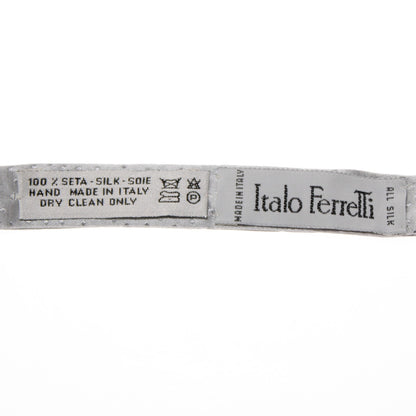 100 % SETA - SILK - SOIE
HAND MADE IN ITALY
DRY CLEAN ONLY
P
MADE IN ITALY
Italo Ferretti
ALL SILK